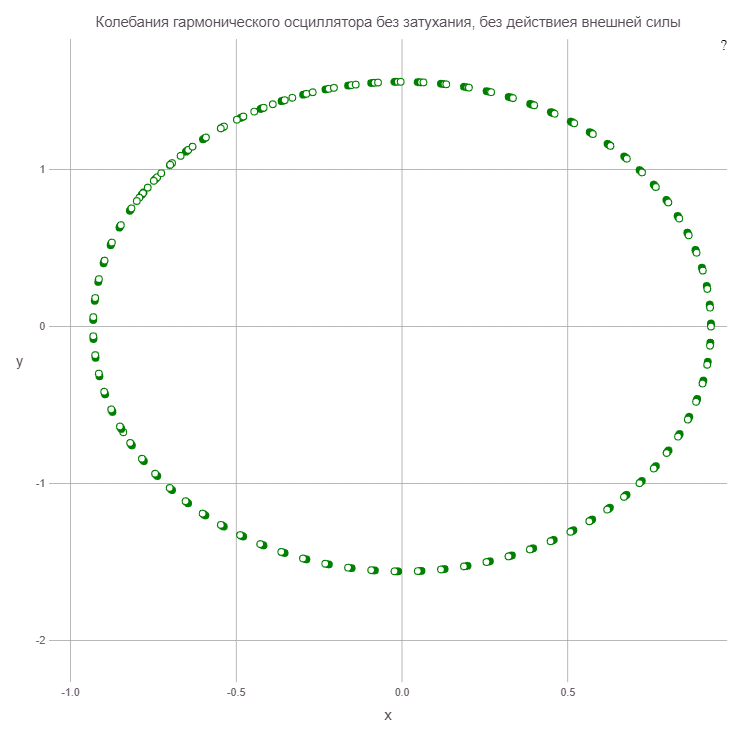 Колебания гармонического осциллятора без затухания, без действиея внешней силы
?
1
0
y
-1
-2
-1.0 -0.5 0.0 0.5
x